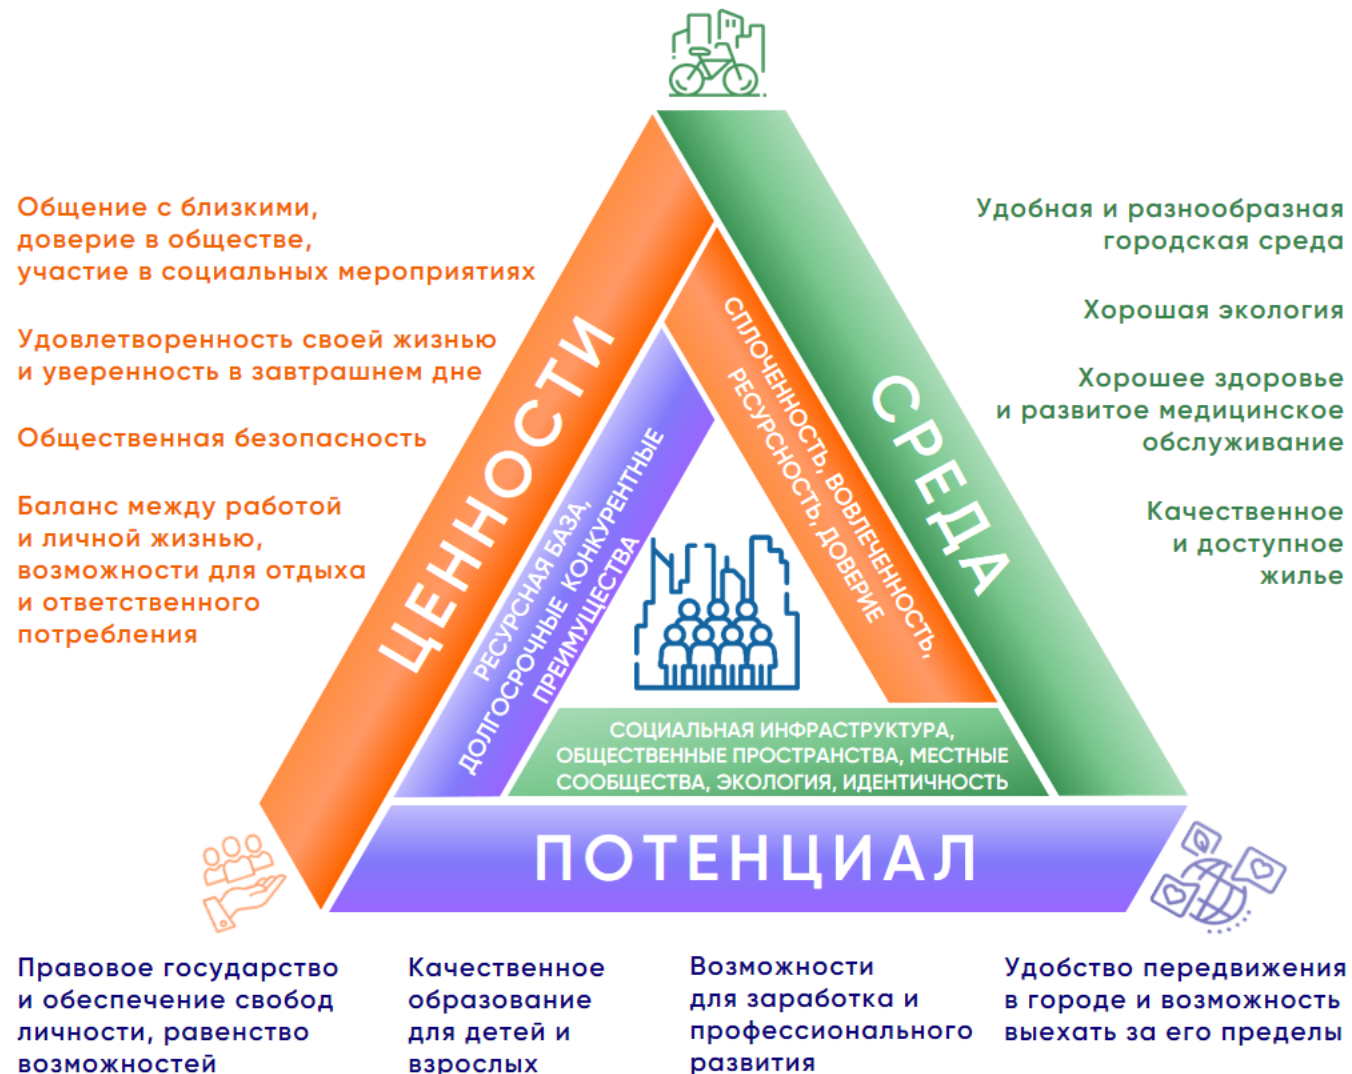 Общение с близкими,
доверие в обществе,
участие в социальных мероприятиях
Удовлетворенность своей жизнью
и уверенность в завтрашнем дне
Общественная безопасность
Баланс между работой
и личной жизнью,
возможности для отдыха
и ответственного
потребления
ЦЕННОСТИ
РЕСУРСНАЯ БАЗА,
ДОЛГОСРОЧНЫЕ КОНКУРЕНТНЫЕ
ПРЕИМУЩЕСТВА
СПЛОЧЕННОСТЬ, ВОВЛЕЧЕННОСТЬ,
РЕСУРСНОСТЬ, ДОВЕРИЕ
СРЕДА
Удобная и разнообразная
городская среда
Хорошая экология
Хорошее здоровье
и развитое медицинское
обслуживание
Качественное
и доступное
жилье
СОЦИАЛЬНАЯ ИНФРАСТРУКТУРА,
ОБЩЕСТВЕННЫЕ ПРОСТРАНСТВА, МЕСТНЫЕ
СООБЩЕСТВА, ЭКОЛОГИЯ, ИДЕНТИЧНОСТЬ
ПОТЕНЦИАЛ
Правовое государство
и обеспечение свобод
личности, равенство
возможностей
Качественное
образование
для детей и
взрослых
Возможности
для заработка и
профессионального
развития
Удобство передвижения
в городе и возможность
выехать за его пределы